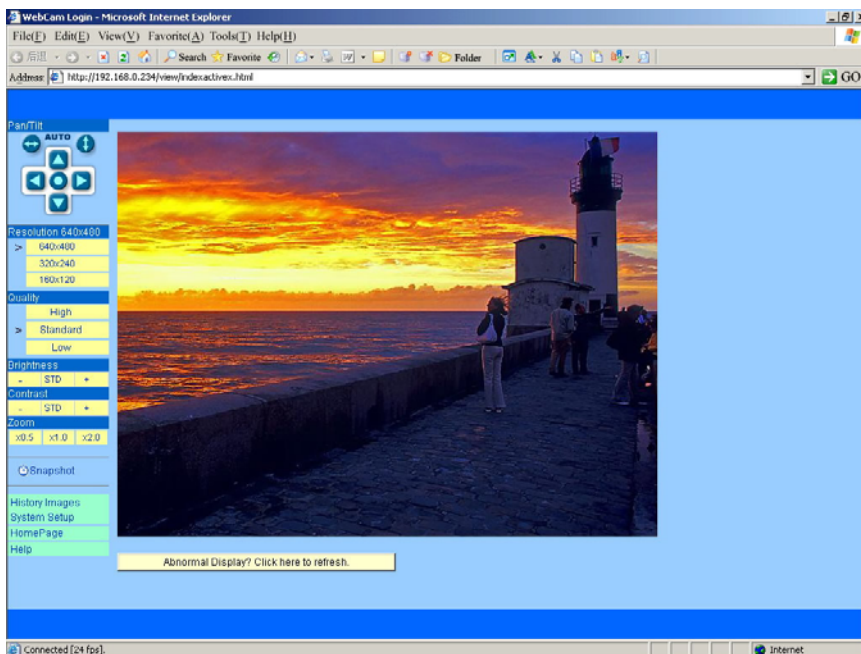 WebCam Login - Microsoft Internet Explorer
File(F) Edit(E) View(V) Favorite(A) Tools(T) Help(H)
后退 Search Favorite Folder
Address http://192.168.0.234/view/indexactivex.html GO
Pan/Tilt
AUTO
Resolution 640x480
> 640x480
320x240
160x120
Quality
High
> Standard
Low
Brightness
- STD +
Contrast
- STD +
Zoom
x0.5 x1.0 x2.0
Snapshot
History Images
System Setup
HomePage
Help
Abnormal Display? Click here to refresh.
Connected [24 fps]. Internet